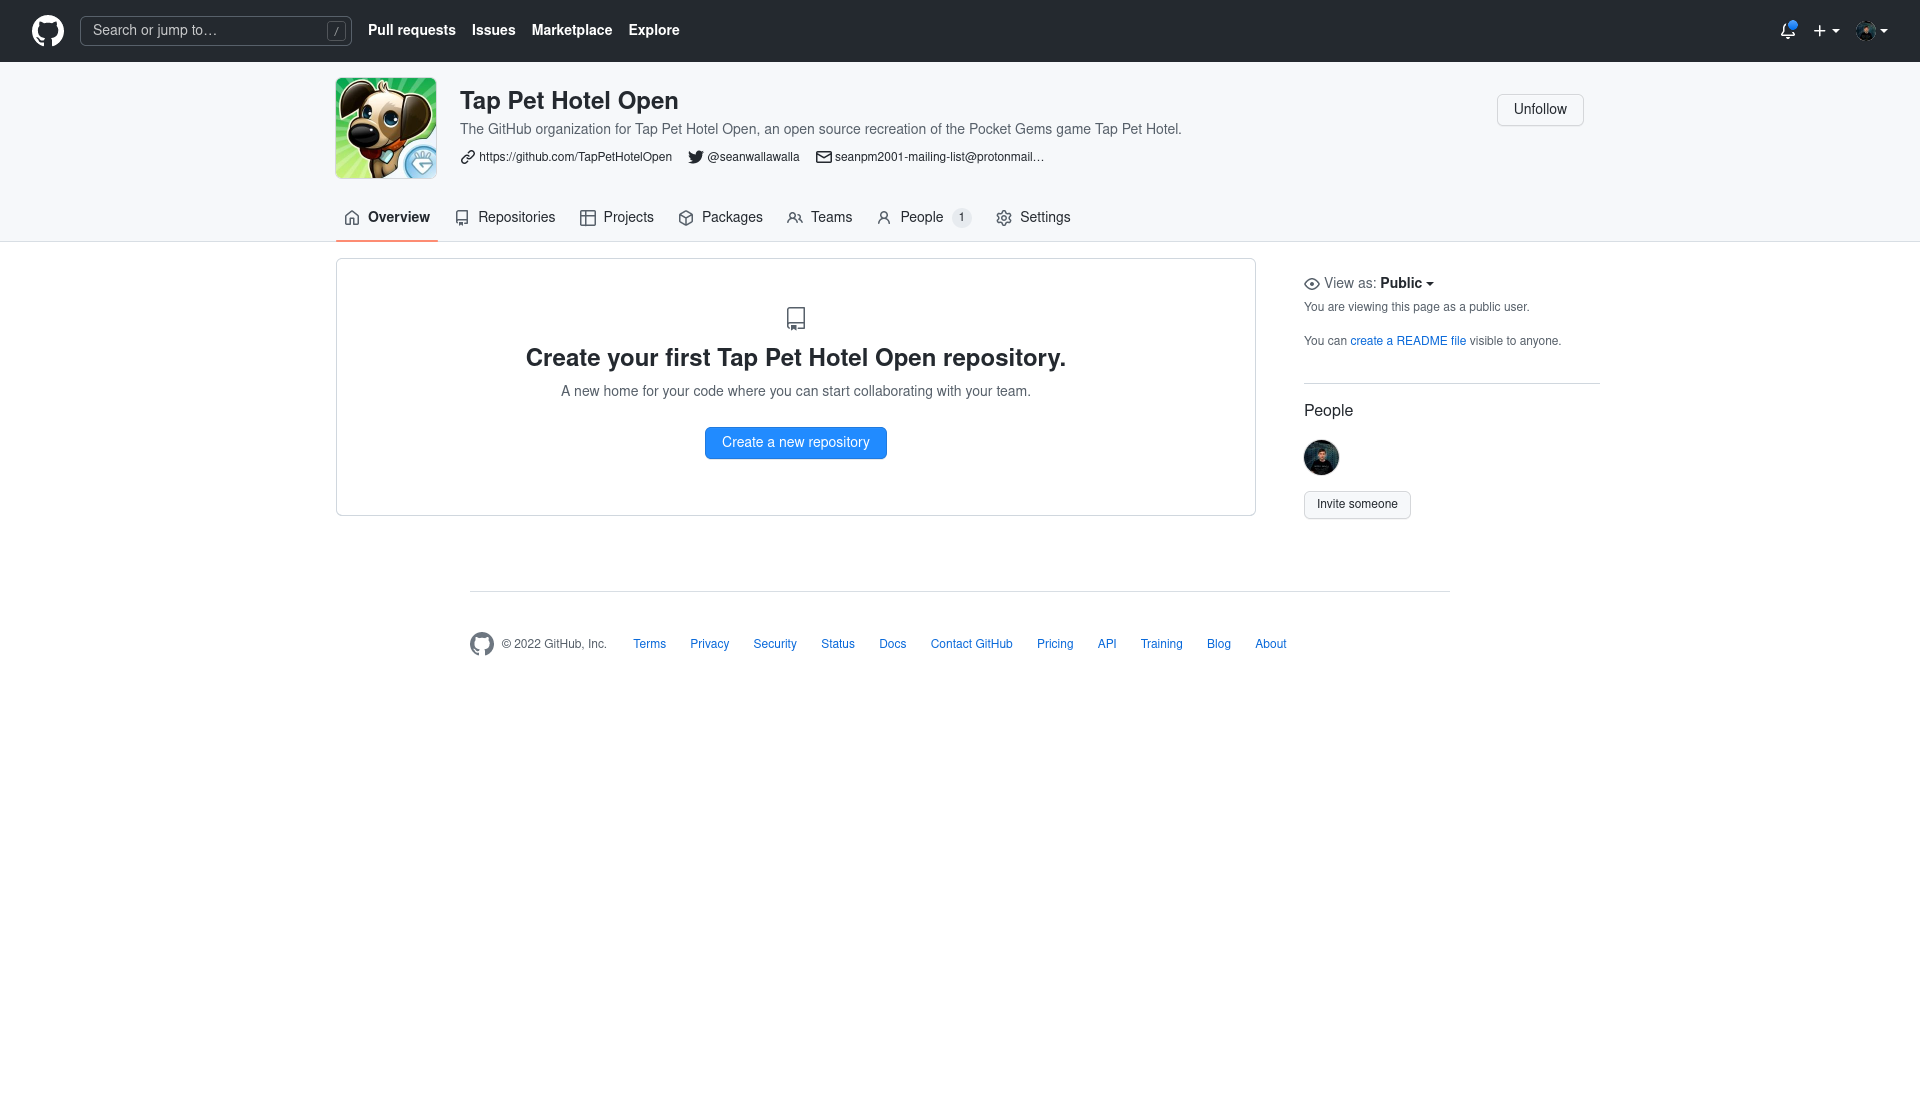 Search or jump to… /
Pull requests Issues Marketplace Explore
Tap Pet Hotel Open
Unfollow
The GitHub organization for Tap Pet Hotel Open, an open source recreation of the Pocket Gems game Tap Pet Hotel.
https://github.com/TapPetHotelOpen @seanwallawalla seanpm2001-mailing-list@protonmail…
Overview Repositories Projects Packages Teams People 1 Settings
Create your first Tap Pet Hotel Open repository.
A new home for your code where you can start collaborating with your team.
Create a new repository
View as: Public
You are viewing this page as a public user.
You can create a README file visible to anyone.
People
Invite someone
© 2022 GitHub, Inc. Terms Privacy Security Status Docs Contact GitHub Pricing API Training Blog About